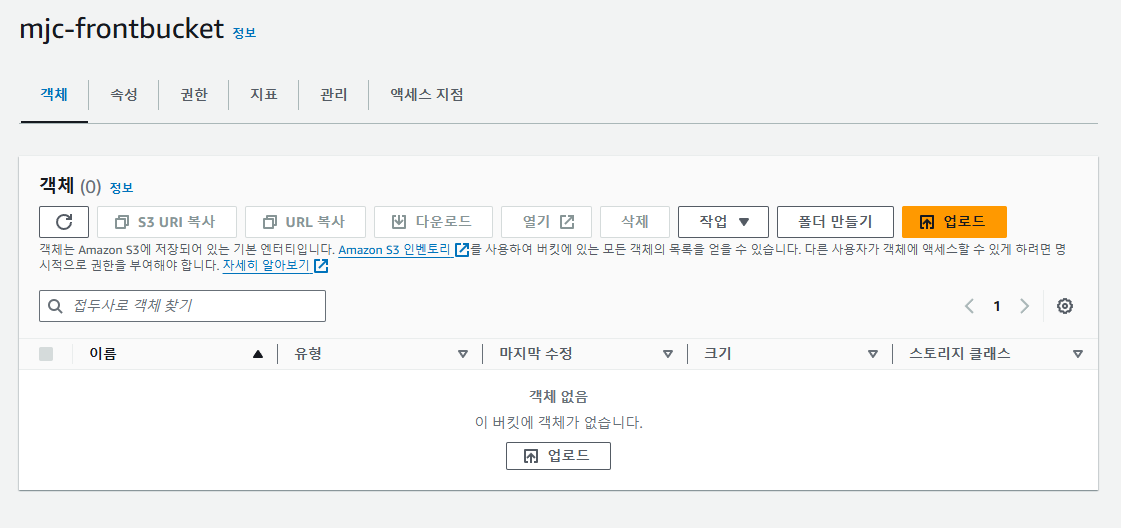 mjc-frontbucket 정보
객체 속성 권한 지표 관리 액세스 지점
객체 (0) 정보
S3 URI 복사 URL 복사 다운로드 열기 삭제 작업 폴더 만들기 업로드
객체는 Amazon S3에 저장되어 있는 기본 엔터티입니다. Amazon S3 인벤토리를 사용하여 버킷에 있는 모든 객체의 목록을 얻을 수 있습니다. 다른 사용자가 객체에 액세스할 수 있게 하려면 명
시적으로 권한을 부여해야 합니다. 자세히 알아보기
접두사로 객체 찾기 1
이름 유형 마지막 수정 크기 스토리지 클래스
객체 없음
이 버킷에 객체가 없습니다.
업로드